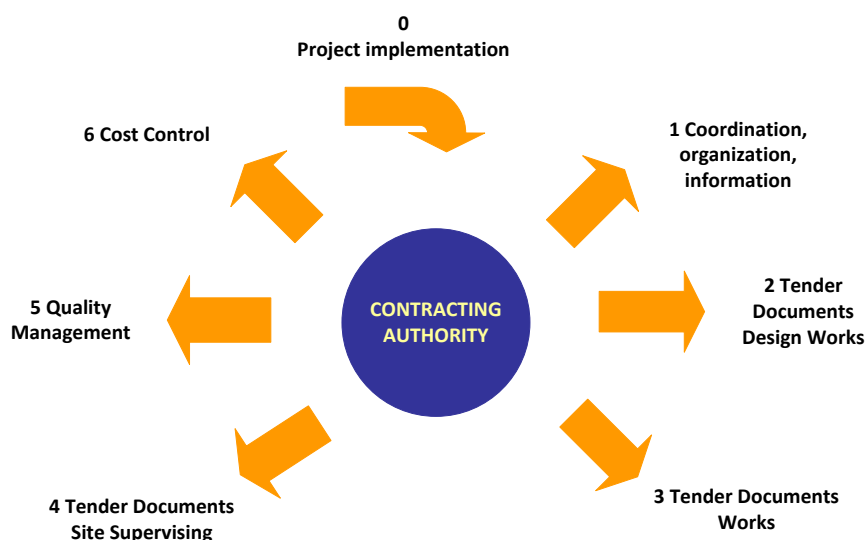 0
Project implementation
1 Coordination,
organization,
information
2 Tender
Documents
Design Works
3 Tender Documents
Works
4 Tender Documents
Site Supervising
5 Quality
Management
6 Cost Control
CONTRACTING
AUTHORITY